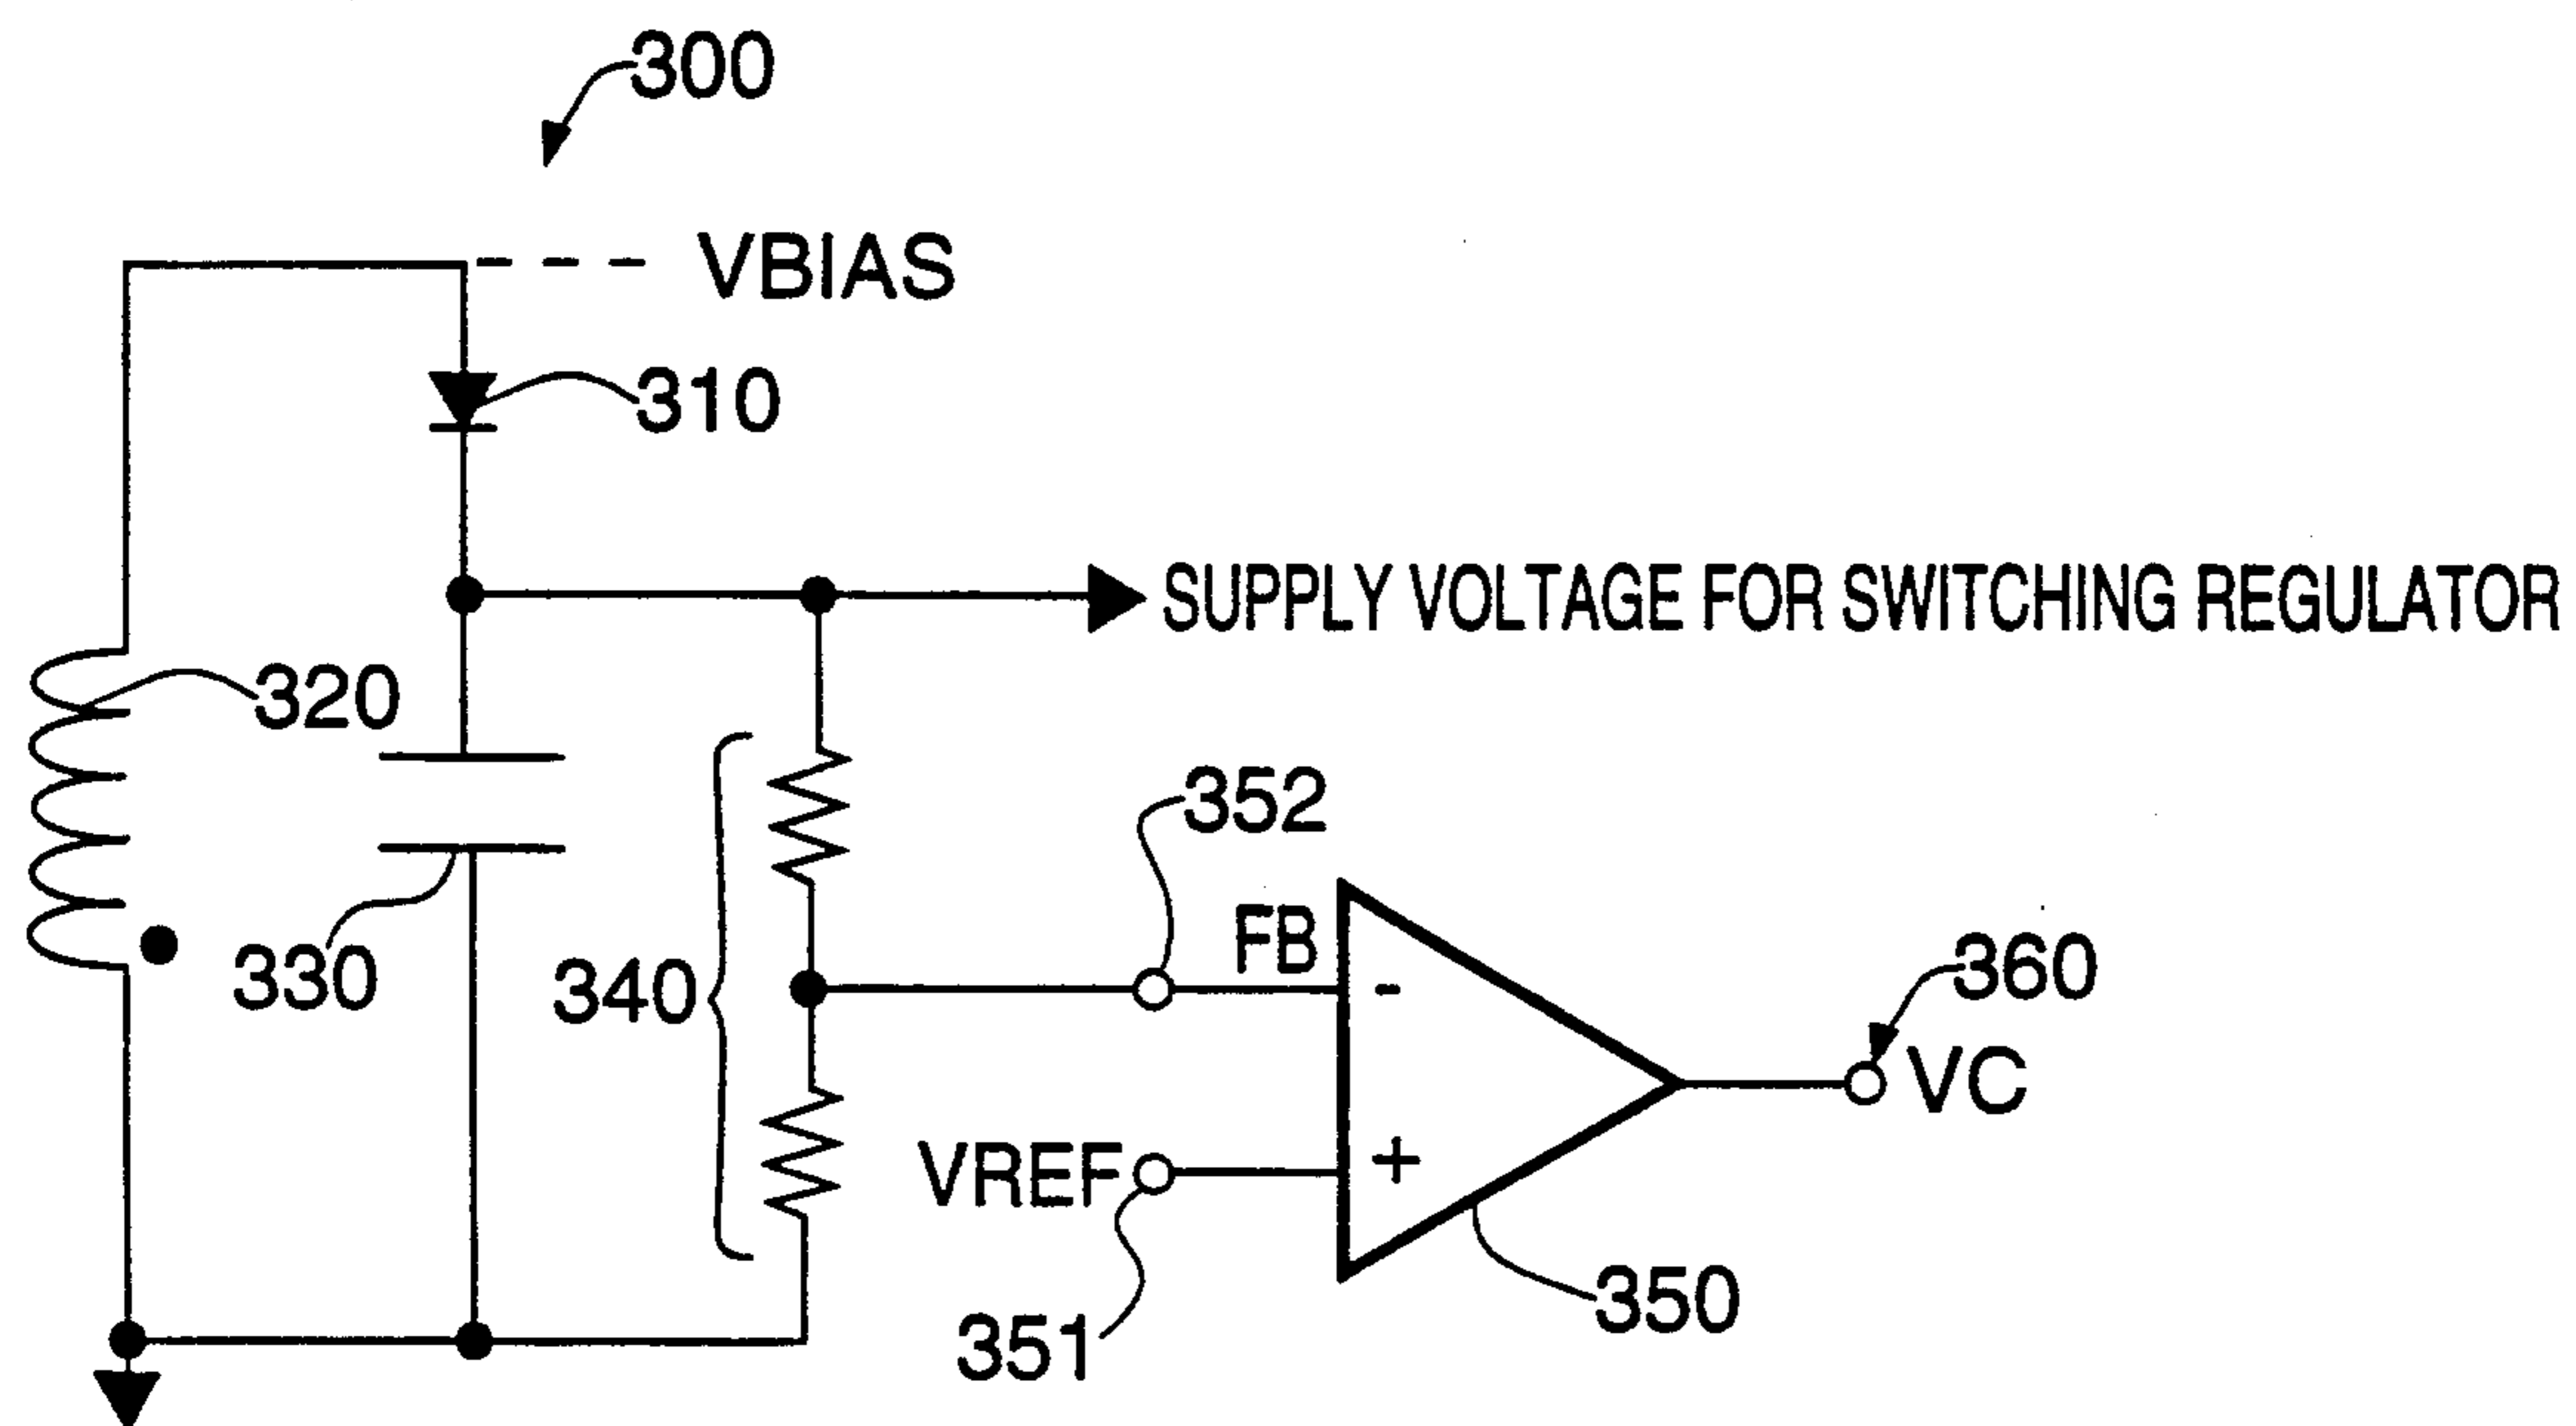 300
VBIAS
310
SUPPLY VOLTAGE FOR SWITCHING REGULATOR
320
352
330
340
FB
-
360
VC
VREF
+
351
350